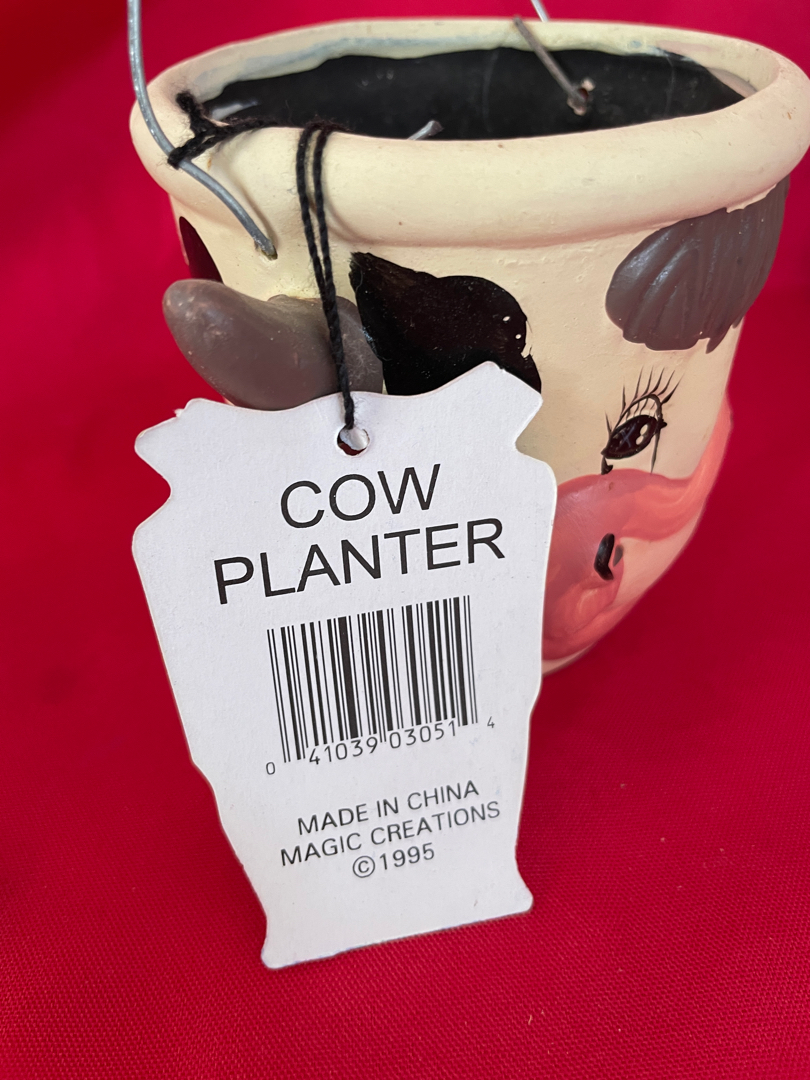 COW
PLANTER
0 41039 03051 4
MADE IN CHINA
MAGIC CREATIONS
©1995